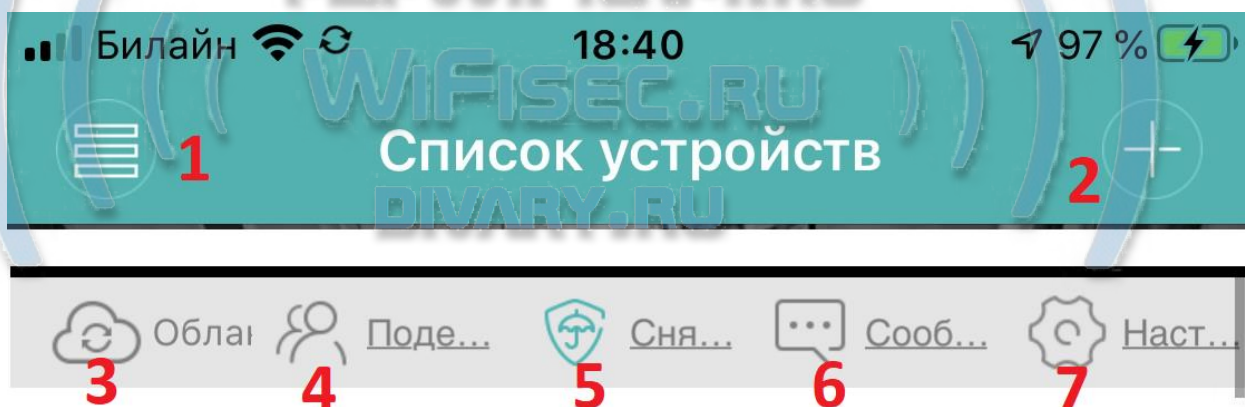 Билайн 18:40 97 %
WIFISEC.RU
1 Список устройств 2
DIVARY.RU
Обла Поде... Сня... Сооб... Наст...
3 4 5 6 7